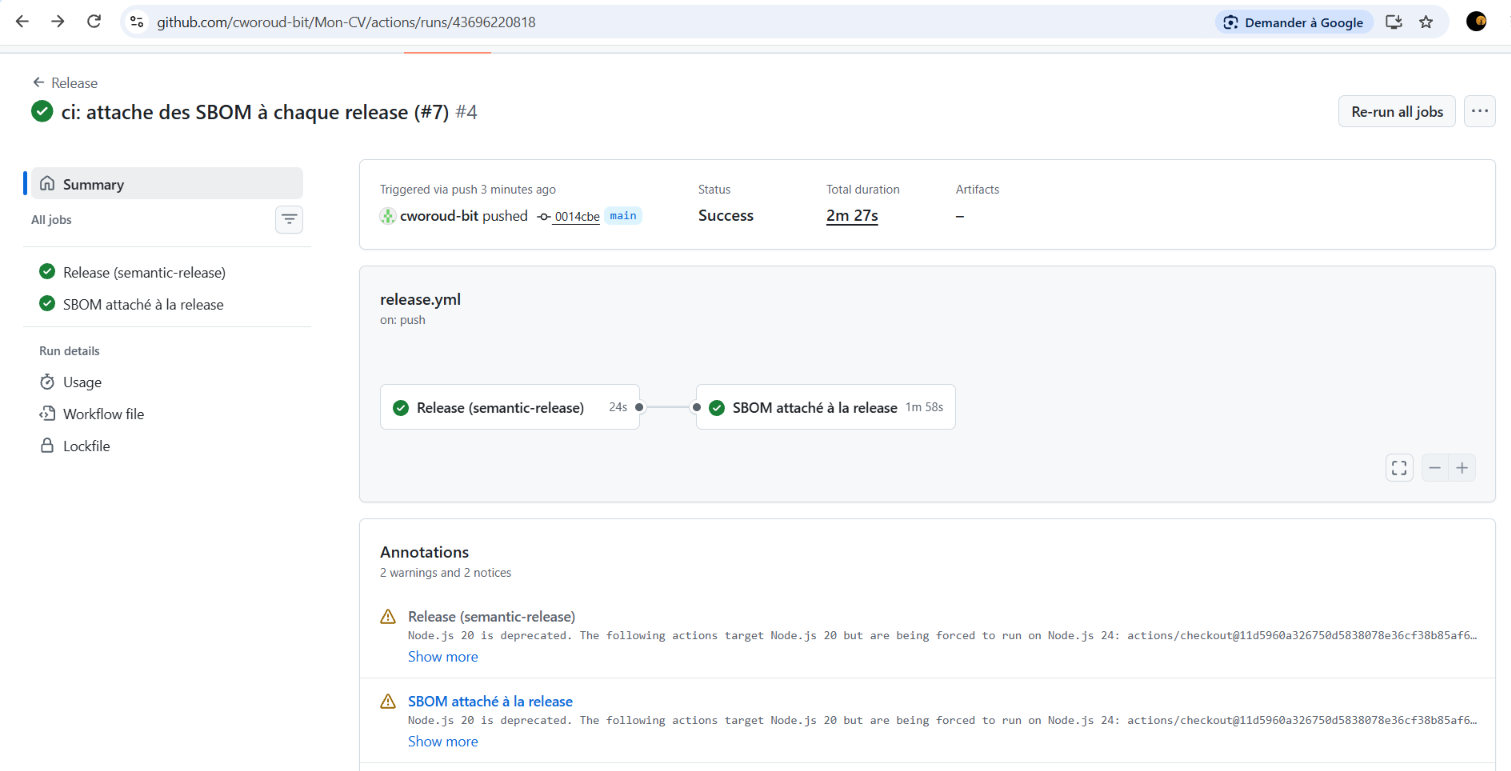 github.com/cworoud-bit/Mon-CV/actions/runs/43696220818
Demander à Google
Release
ci: attache des SBOM à chaque release (#7) #4
Re-run all jobs
Summary
All jobs
Release (semantic-release)
SBOM attaché à la release
Run details
Usage
Workflow file
Lockfile
Triggered via push 3 minutes ago
cworoud-bit pushed 0014cbe main
Status
Success
Total duration
2m 27s
Artifacts
–
release.yml
on: push
Release (semantic-release) 24s
SBOM attaché à la release 1m 58s
Annotations
2 warnings and 2 notices
Release (semantic-release)
Node.js 20 is deprecated. The following actions target Node.js 20 but are being forced to run on Node.js 24: actions/checkout@11d5960a326750d5838078e36cf38b85af6…
Show more
SBOM attaché à la release
Node.js 20 is deprecated. The following actions target Node.js 20 but are being forced to run on Node.js 24: actions/checkout@11d5960a326750d5838078e36cf38b85af6…
Show more